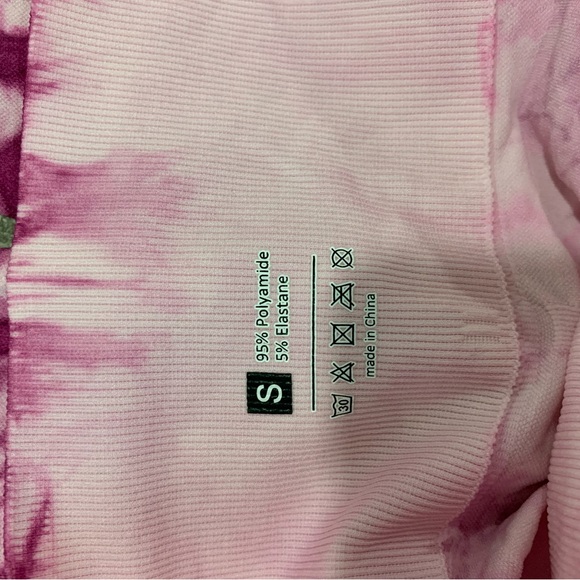 S
95% Polyamide
5% Elastane
30
made in China